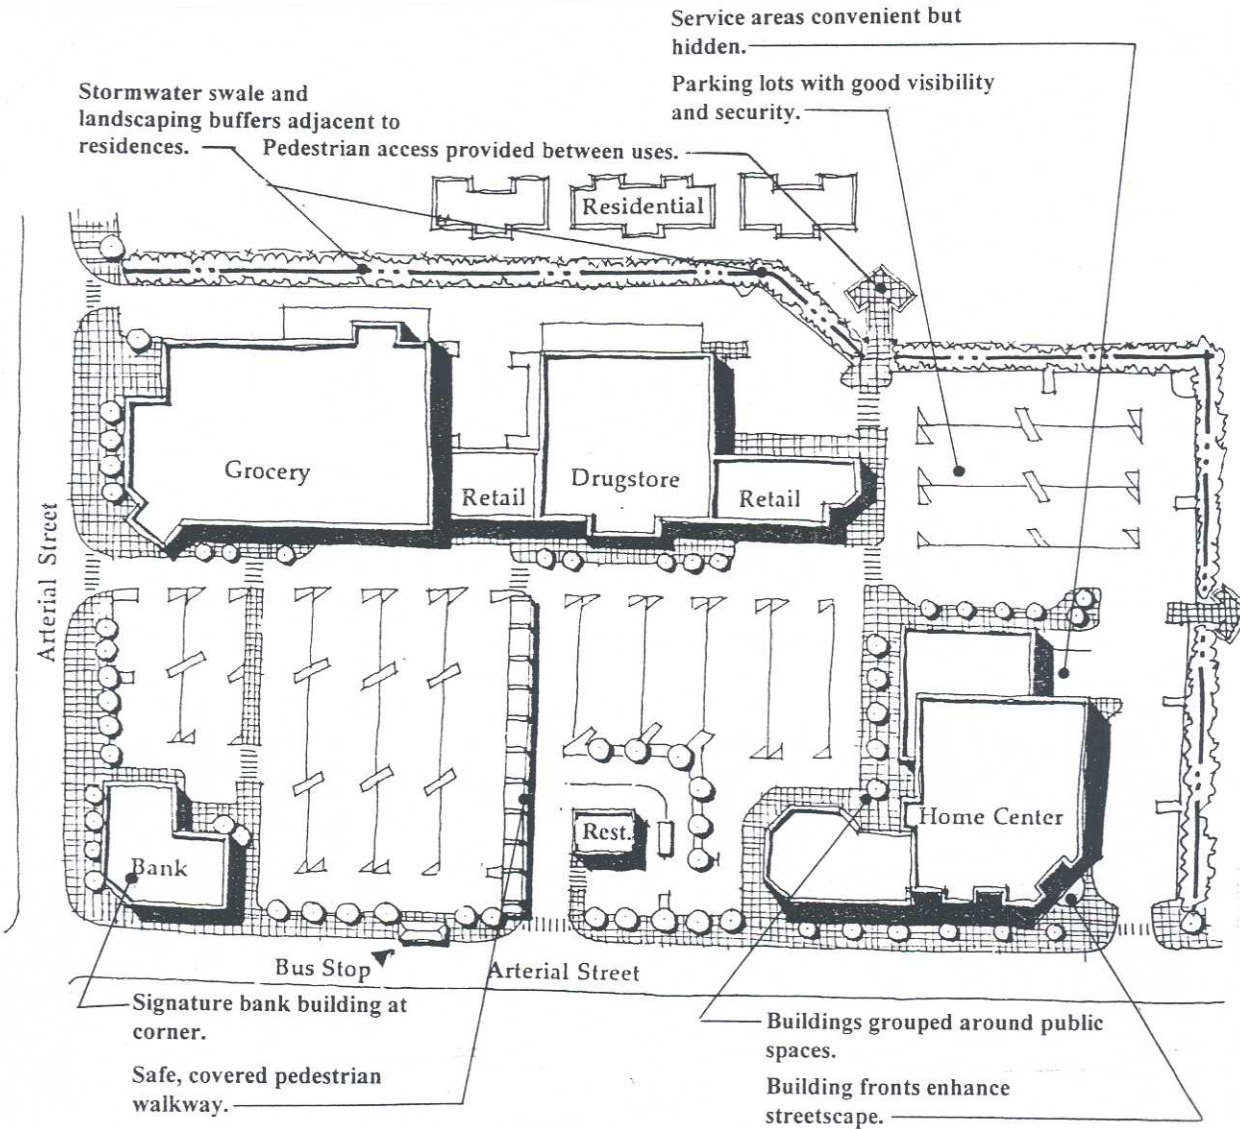 Service areas convenient but
hidden.
Parking lots with good visibility
and security.
Stormwater swale and
landscaping buffers adjacent to
residences.
Pedestrian access provided between uses.
Residential
Grocery
Retail
Drugstore
Retail
Arterial Street
Home Center
Rest.
Bank
Bus Stop
Arterial Street
Signature bank building at
corner.
Safe, covered pedestrian
walkway.
Buildings grouped around public
spaces.
Building fronts enhance
streetscape.